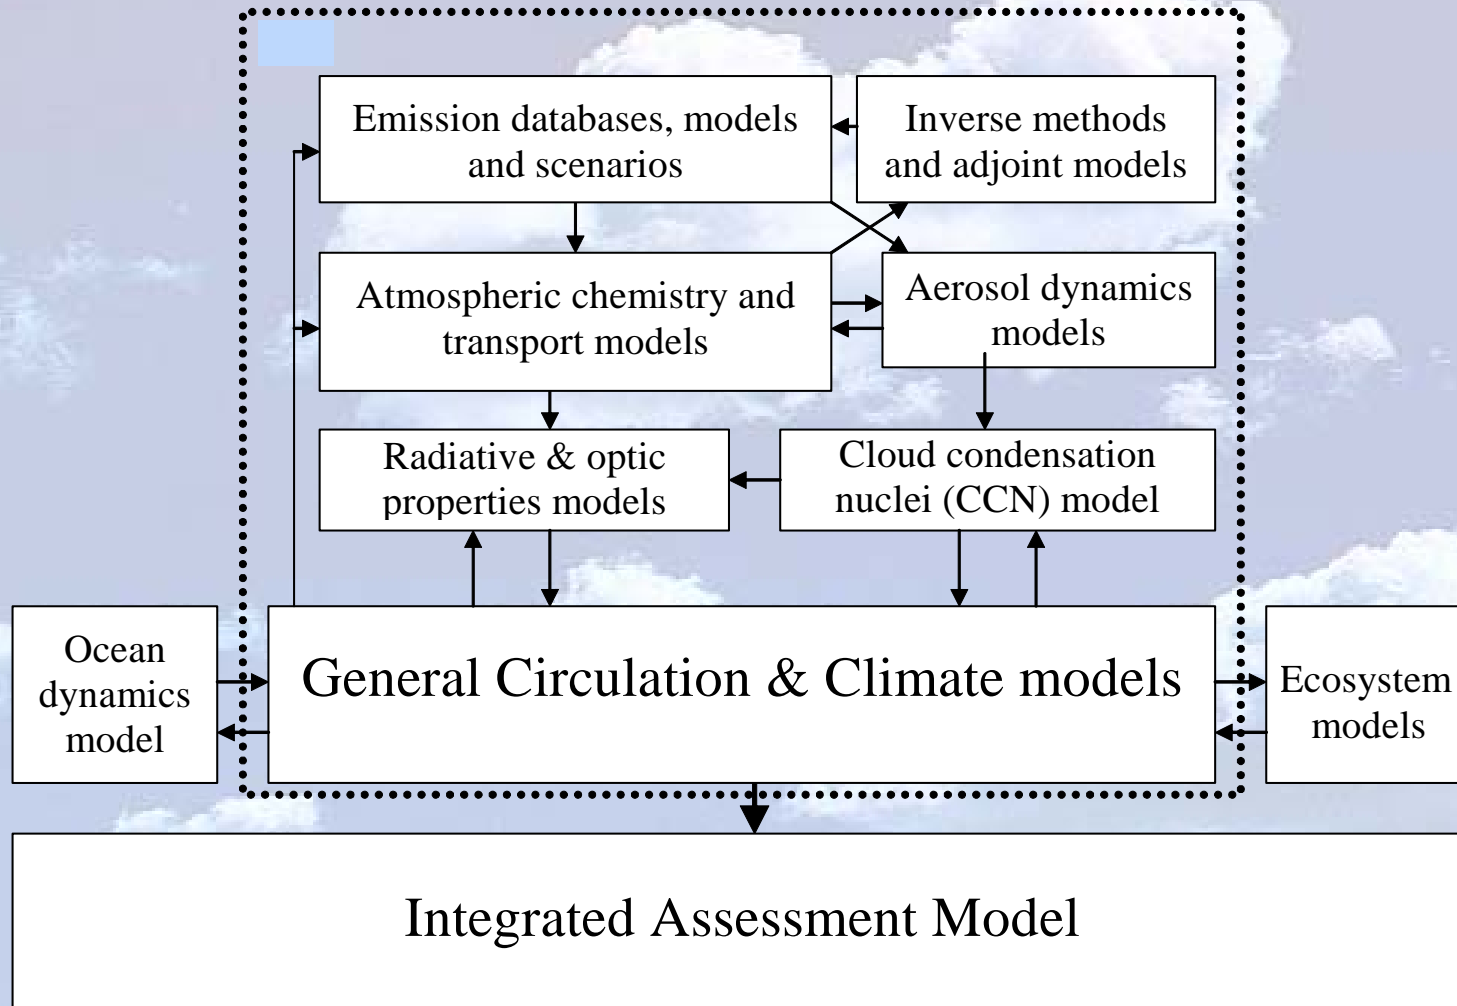 Emission databases, models
and scenarios
Inverse methods
and adjoint models
Atmospheric chemistry and
transport models
Aerosol dynamics
models
Radiative & optic
properties models
Cloud condensation
nuclei (CCN) model
Ocean
dynamics
model
General Circulation & Climate models
Ecosystem
models
Integrated Assessment Model